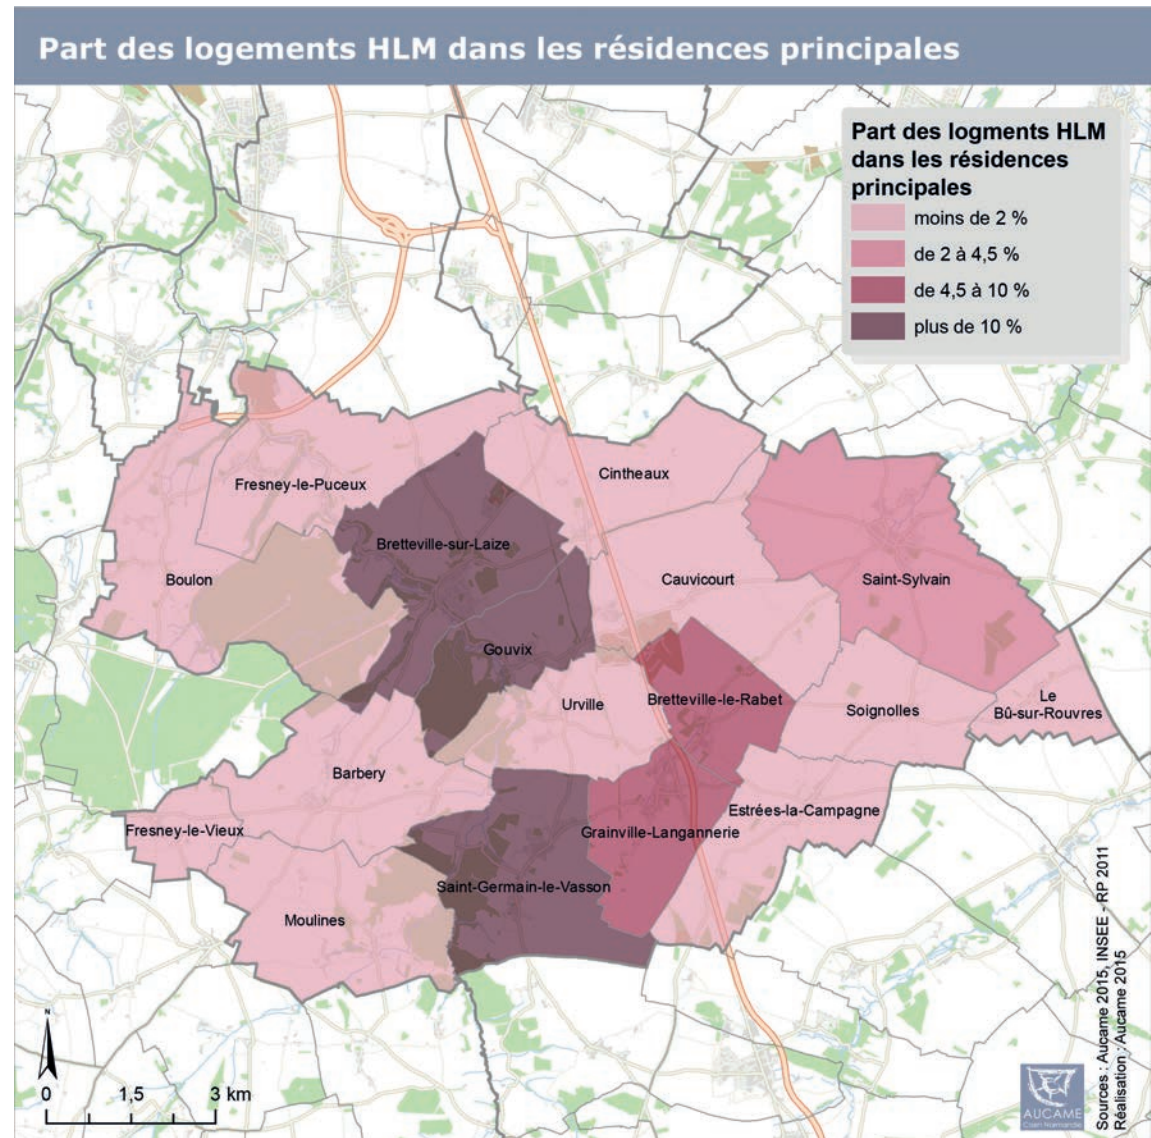 Part des logements HLM dans les résidences principales
Part des logments HLM
dans les résidences
principales
moins de 2 %
de 2 à 4,5 %
de 4,5 à 10 %
plus de 10 %
Cintheaux
Fresney-le-Puceux
Bretteville-sur-Laize
Boulon
Cauvicourt
Saint-Sylvain
Gouvix
Urville
Bretteville-le-Rabet
Soignolles
Le
Bû-sur-Rouvres
Barbery
Estrées-la-Campagne
Fresney-le-Vieux
Grainville-Langannerie
Saint-Germain-le-Vasson
Moulines
N
0 1,5 3 km
AUCAME
Caen Normandie
Sources : Aucame 2015, INSEE - RP 2011
Réalisation : Aucame 2015